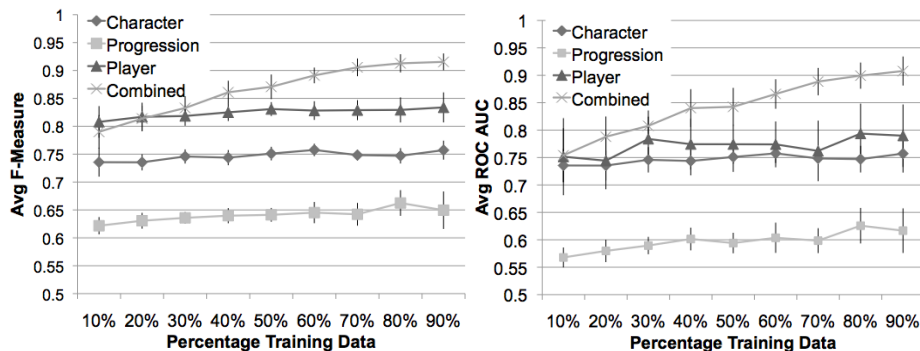 1
0.95
0.9
0.85
0.8
0.75
0.7
0.65
0.6
0.55
0.5
Avg F-Measure
Character
Progression
Player
Combined
10% 20% 30% 40% 50% 60% 70% 80% 90%
Percentage Training Data
1
0.95
0.9
0.85
0.8
0.75
0.7
0.65
0.6
0.55
0.5
Avg ROC AUC
Character
Progression
Player
Combined
10% 20% 30% 40% 50% 60% 70% 80% 90%
Percentage Training Data